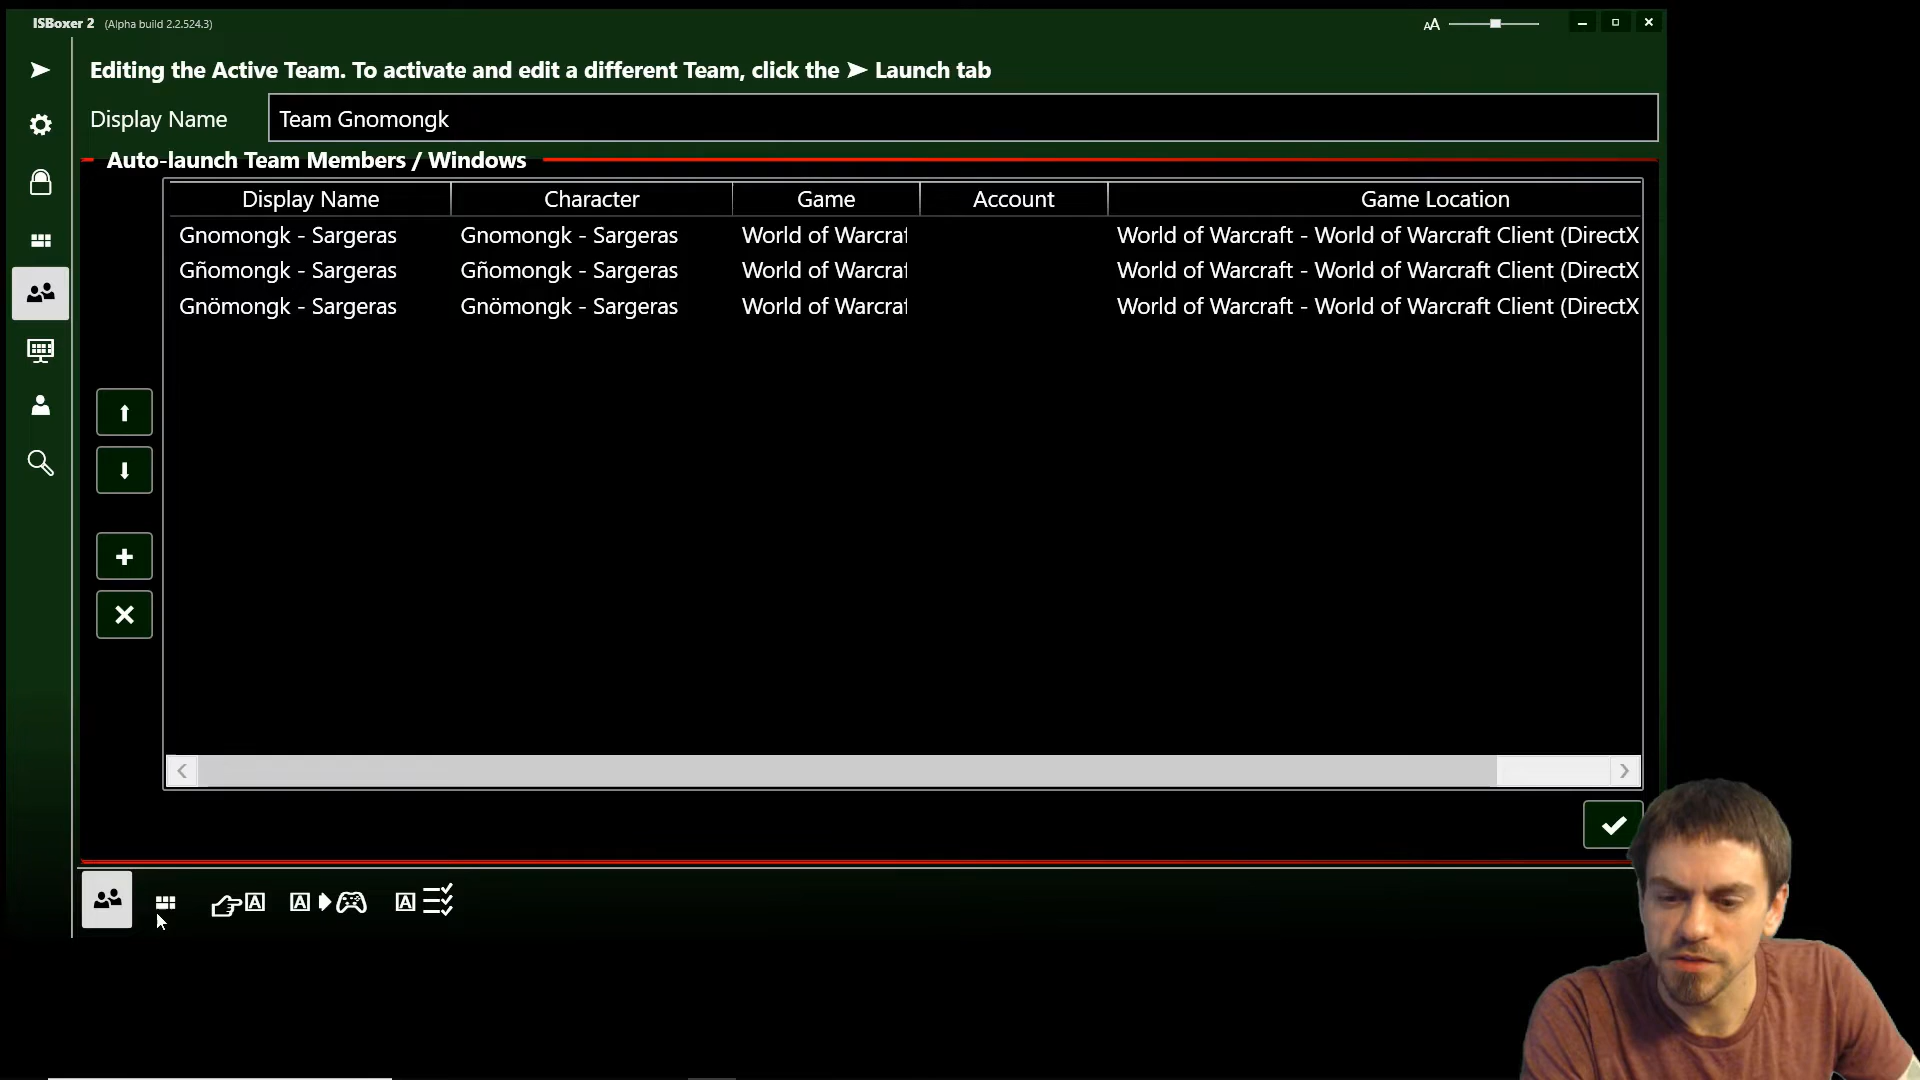 ISBoxer 2 (Alpha build 2.2.524.3) AA
Editing the Active Team. To activate and edit a different Team, click the ➤ Launch tab
Display Name Team Gnomongk
Auto-launch Team Members / Windows
Display Name Character Game Account Game Location
Gnomongk - Sargeras Gnomongk - Sargeras World of Warcraf World of Warcraft - World of Warcraft Client (DirectX
Gñomongk - Sargeras Gñomongk - Sargeras World of Warcraf World of Warcraft - World of Warcraft Client (DirectX
Gnömongk - Sargeras Gnömongk - Sargeras World of Warcraf World of Warcraft - World of Warcraft Client (DirectX
A A A